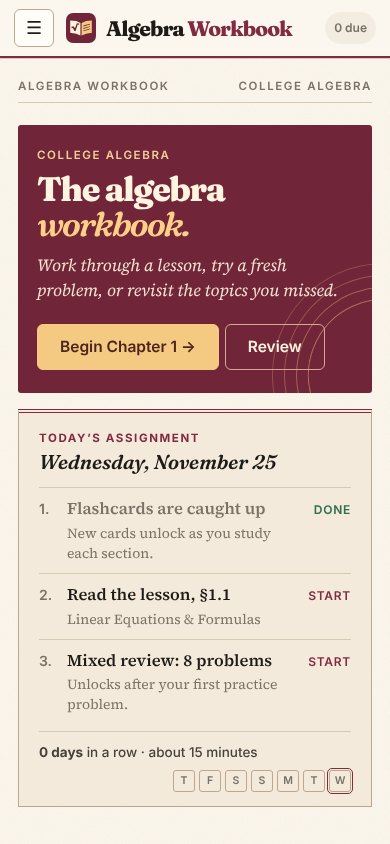 Algebra Workbook
0 due
ALGEBRA WORKBOOK
COLLEGE ALGEBRA
COLLEGE ALGEBRA
The algebra
workbook.
Work through a lesson, try a fresh
problem, or revisit the topics you missed.
Begin Chapter 1 →
Review
TODAY’S ASSIGNMENT
Wednesday, November 25
1. Flashcards are caught up DONE
New cards unlock as you study
each section.
2. Read the lesson, §1.1 START
Linear Equations & Formulas
3. Mixed review: 8 problems START
Unlocks after your first practice
problem.
0 days in a row · about 15 minutes
T F S S M T W